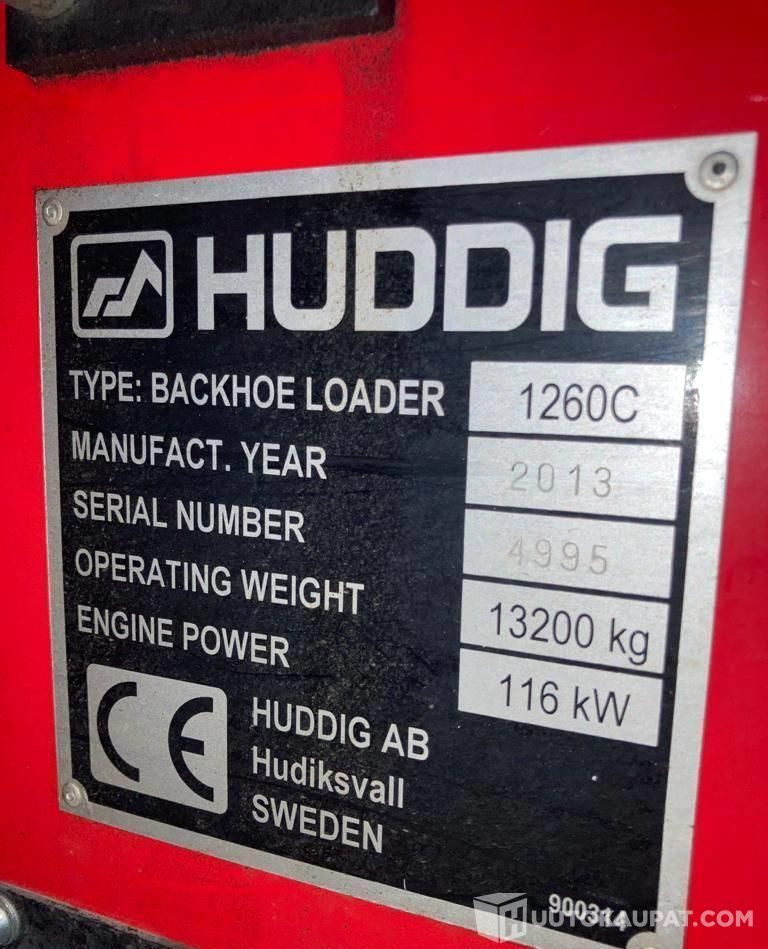 HUDDIG
TYPE: BACKHOE LOADER 1260C
MANUFACT. YEAR 2013
SERIAL NUMBER 4995
OPERATING WEIGHT 13200 kg
ENGINE POWER 116 kW
CE
HUDDIG AB
Hudiksvall
SWEDEN
900314
HUUTOKAUPAT.COM